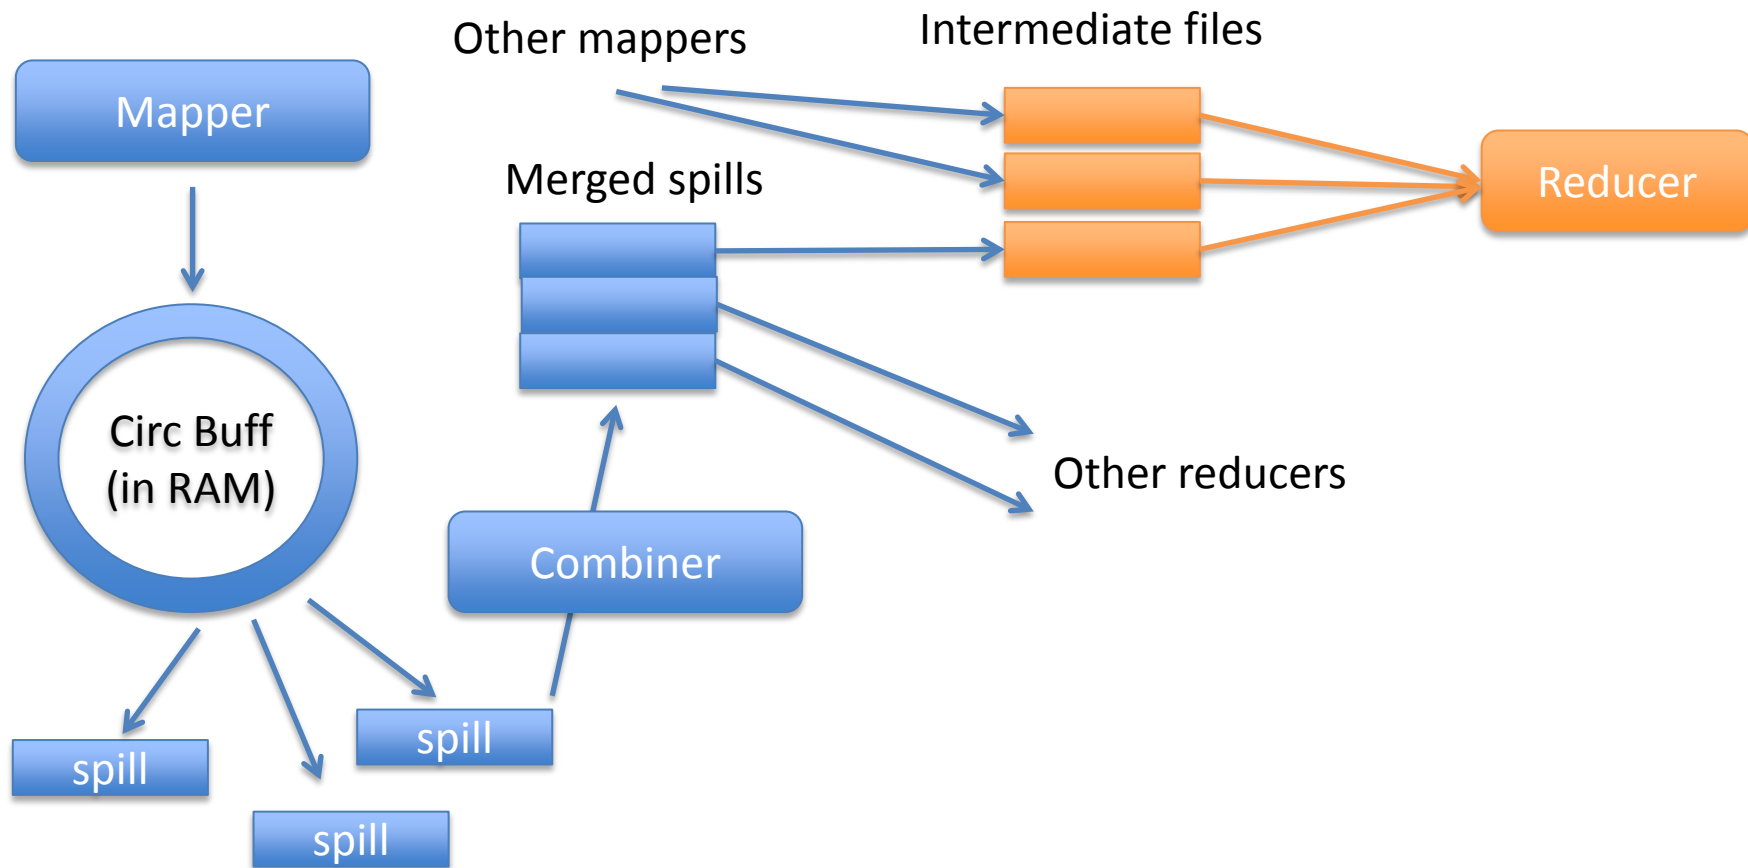 Other mappers
Intermediate files
Mapper
Merged spills
Reducer
Circ Buff
(in RAM)
Other reducers
Combiner
spill
spill
spill